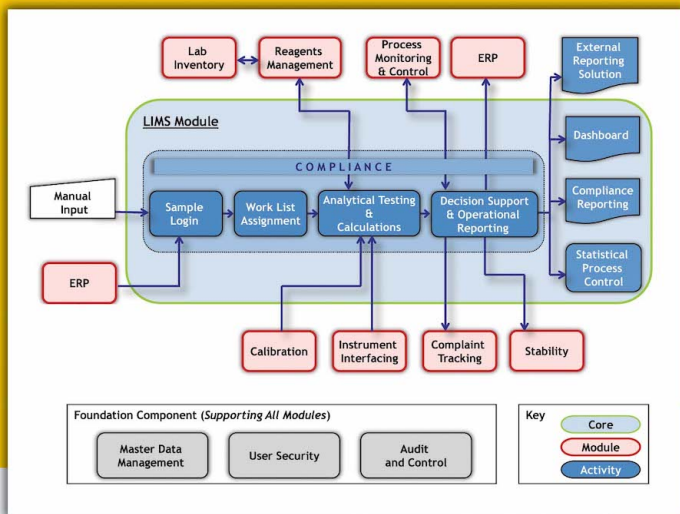 Lab
Inventory
Reagents
Management
Process
Monitoring
& Control
ERP
External
Reporting
Solution
LIMS Module
Dashboard
COMPLIANCE
Manual
Input
Sample
Login
Work List
Assignment
Analytical Testing
&
Calculations
Decision Support
& Operational
Reporting
Compliance
Reporting
ERP
Statistical
Process
Control
Calibration
Instrument
Interfacing
Complaint
Tracking
Stability
Foundation Component (Supporting All Modules)
Master Data
Management
User Security
Audit
and Control
Key
Core
Module
Activity